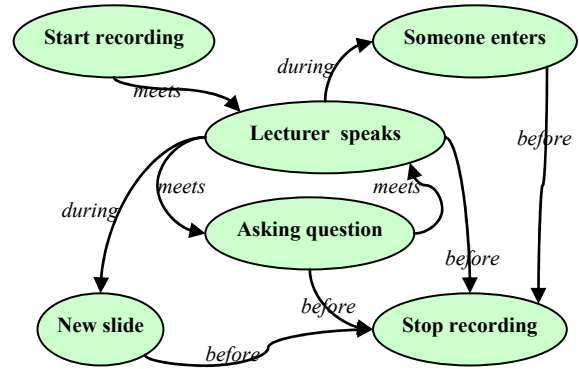 Start recording
Someone enters
during
meets
Lecturer speaks
before
meets
meets
during
Asking question
before
before
New slide
Stop recording
before